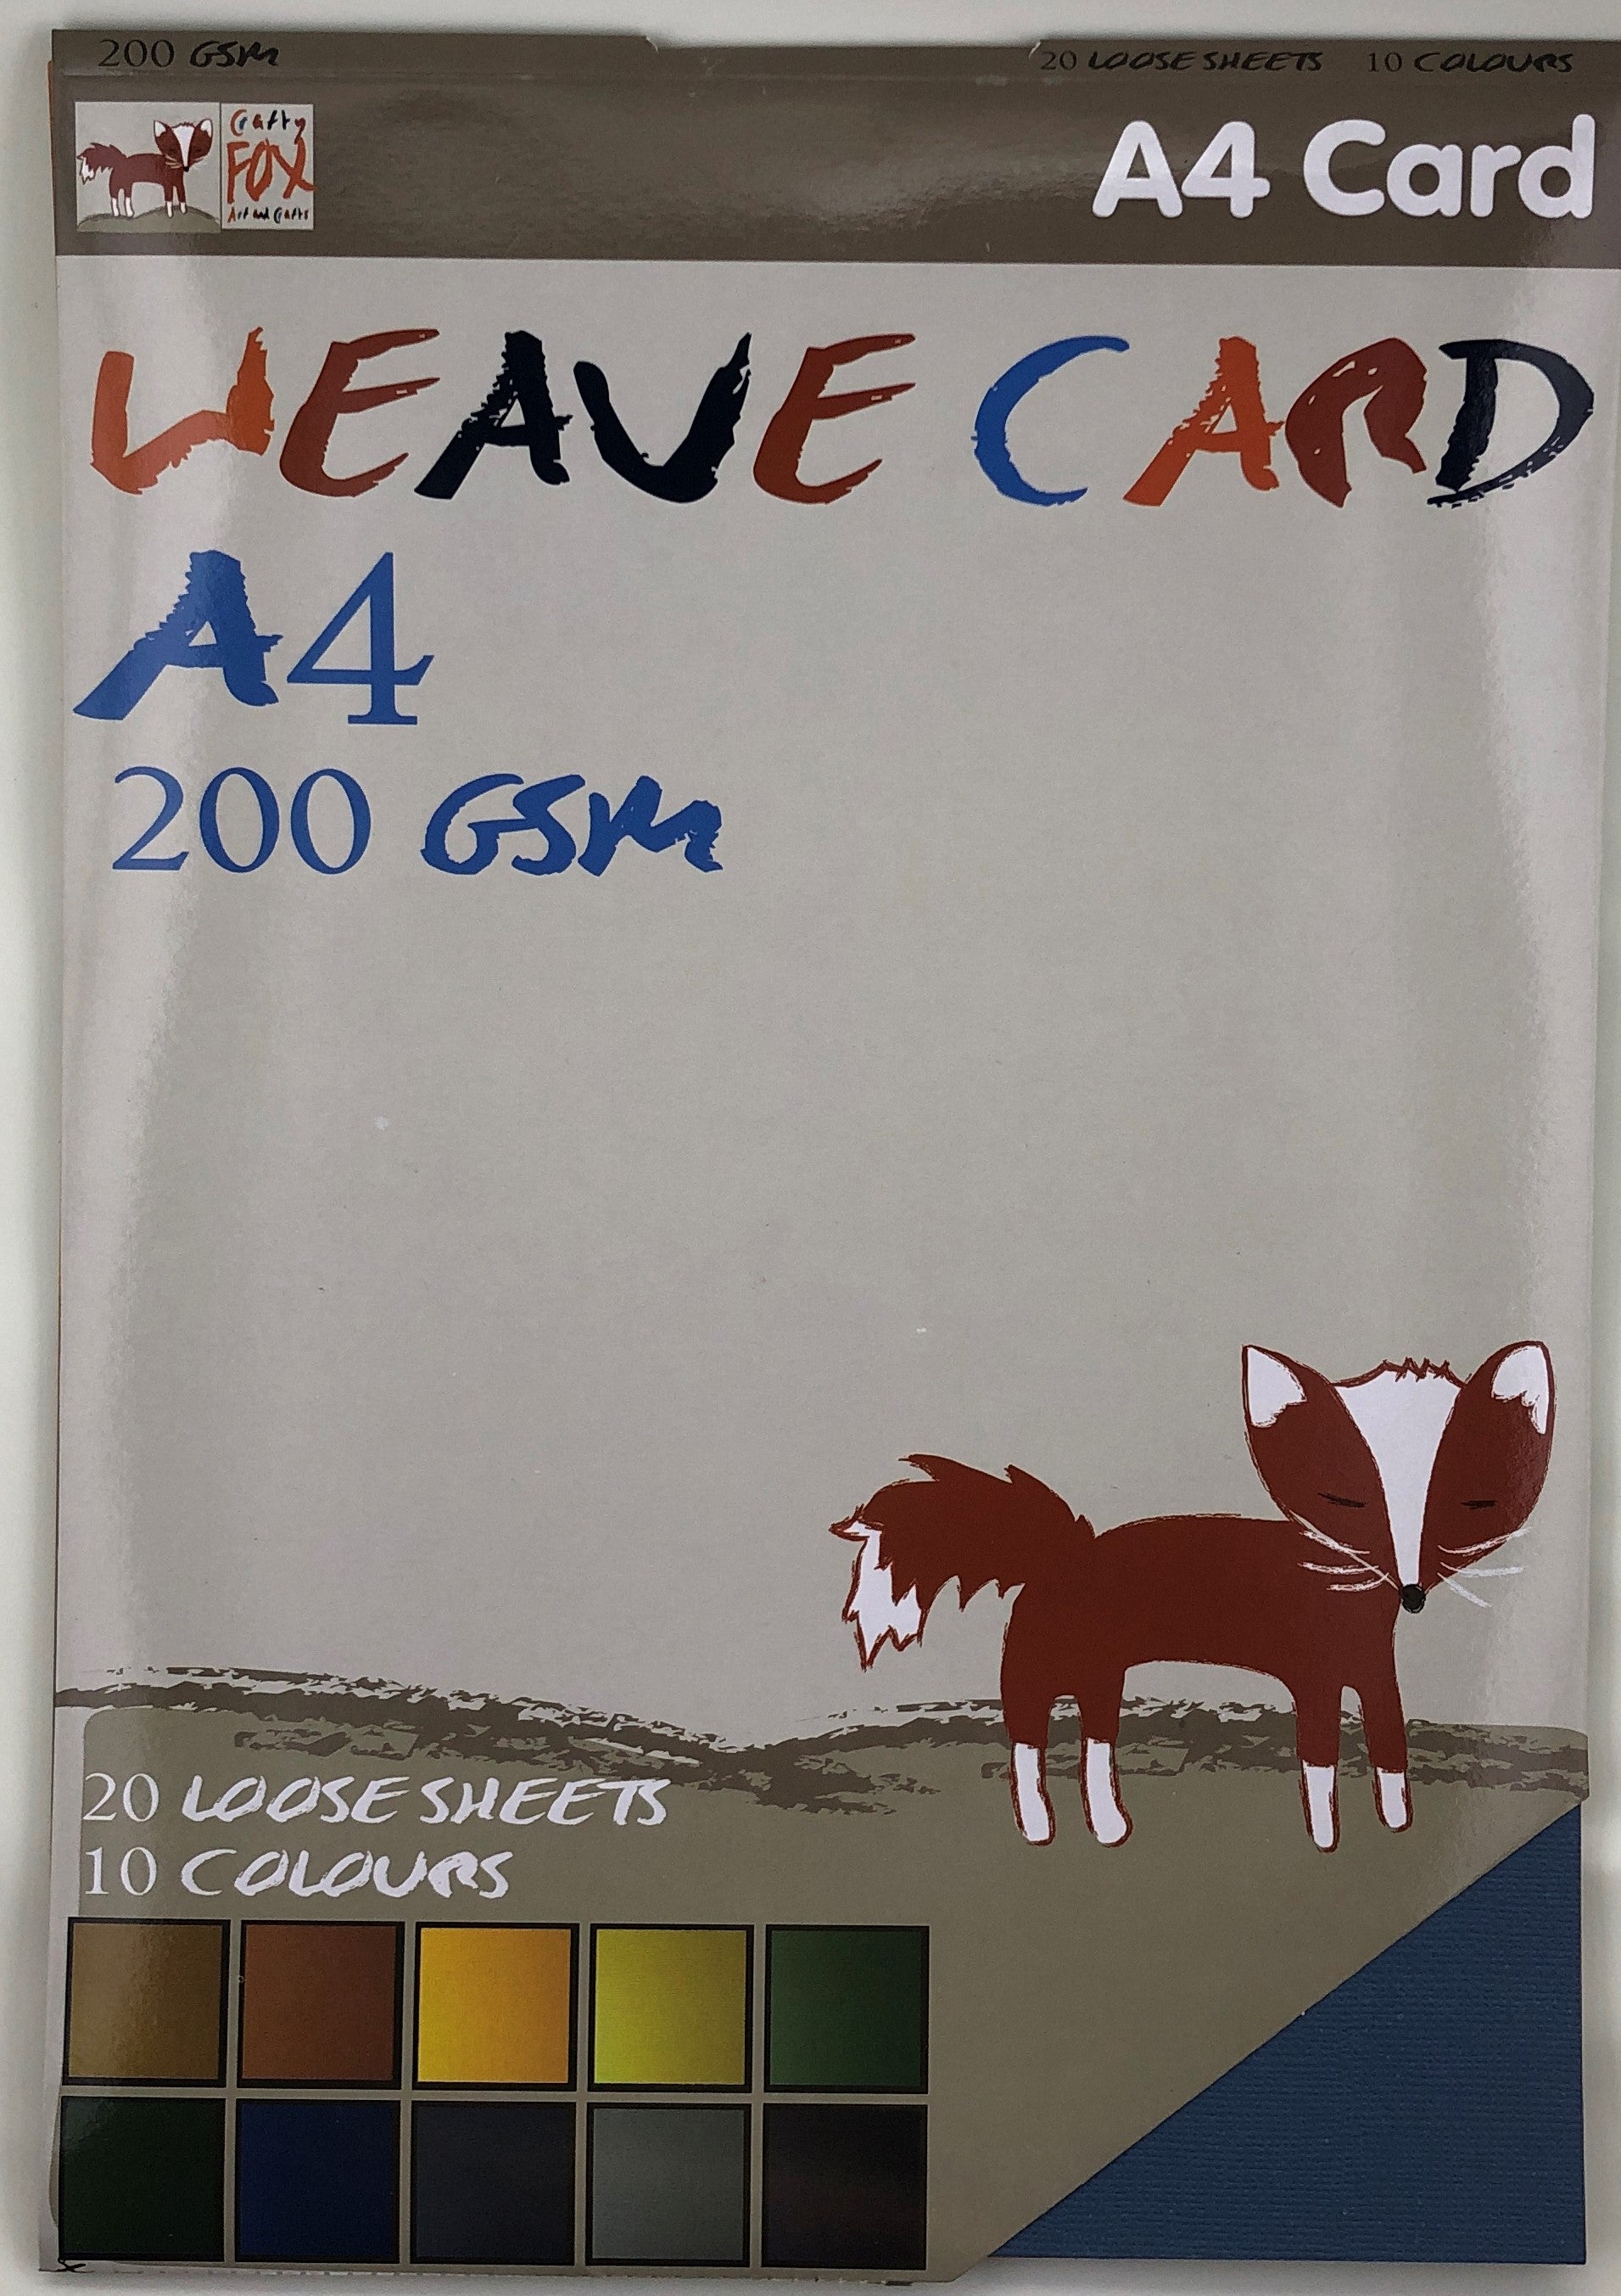 200 GSM
20 LOOSE SHEETS 10 COLOURS
Crafty
FOX
Art and Crafts
A4 Card
WEAVE CARD
A4
200 GSM
20 LOOSE SHEETS
10 COLOURS